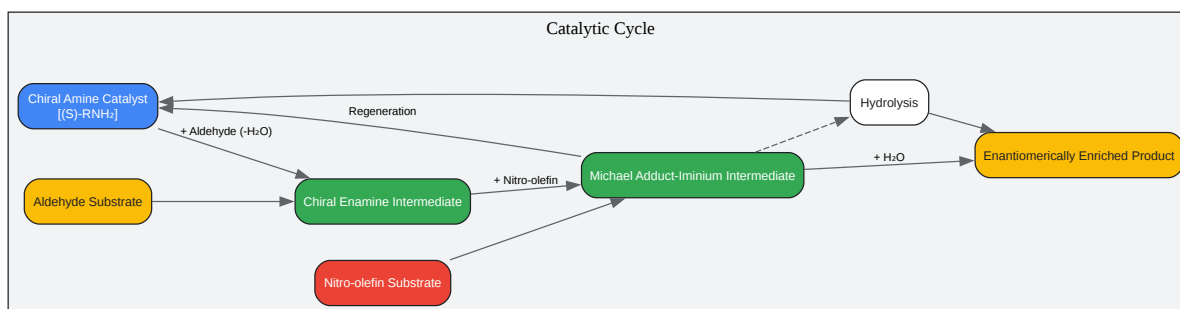 Catalytic Cycle
Chiral Amine Catalyst
[(S)-RNH₂]
Hydrolysis
Regeneration
+ Aldehyde (-H₂O)
+ H₂O
Enantiomerically Enriched Product
+ Nitro-olefin
Michael Adduct-Iminium Intermediate
Aldehyde Substrate
Chiral Enamine Intermediate
Nitro-olefin Substrate